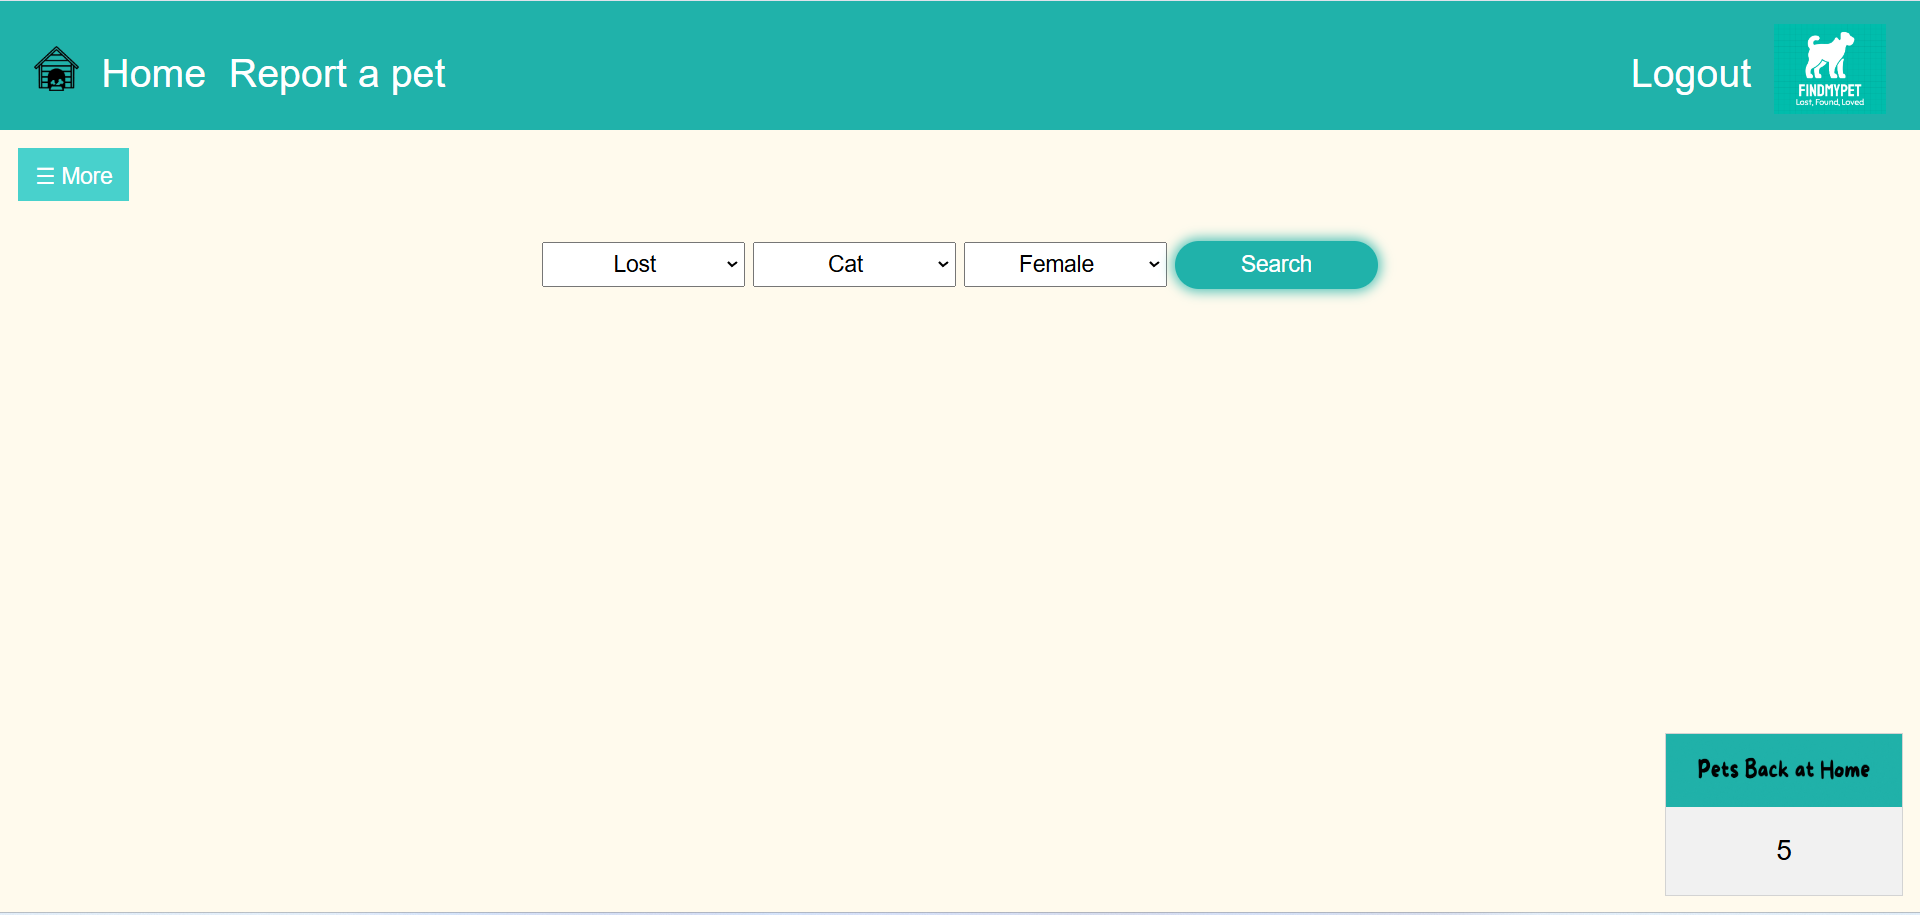 Home Report a pet Logout
FINDMYPET
Lost, Found, Loved
☰ More
Lost Cat Female Search
Pets Back at Home
5